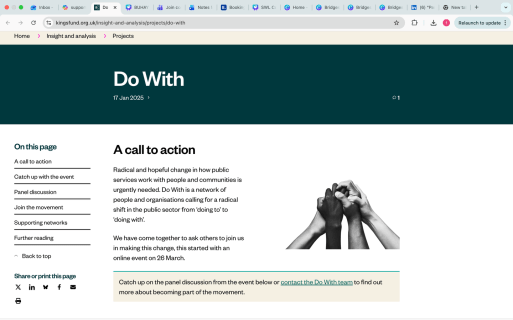 Inbox
suppo
Do
BUHAV
Join o
Notes
Bookin
SWL C
Home
Bridge
Bridge
Bridge
(6) "Po
New t
kingsfund.org.uk/insight-and-analysis/projects/do-with
Relaunch to update
Home > Insight and analysis > Projects
Do With
17 Jan 2025
1
On this page
A call to action
Catch up with the event
Panel discussion
Join the movement
Supporting networks
Further reading
Back to top
Share or print this page
A call to action
Radical and hopeful change in how public
services work with people and communities is
urgently needed. Do With is a network of
people and organisations calling for a radical
shift in the public sector from 'doing to' to
'doing with'.
We have come together to ask others to join us
in making this change, this started with an
online event on 26 March.
Catch up on the panel discussion from the event below or contact the Do With team to find out
more about becoming part of the movement.